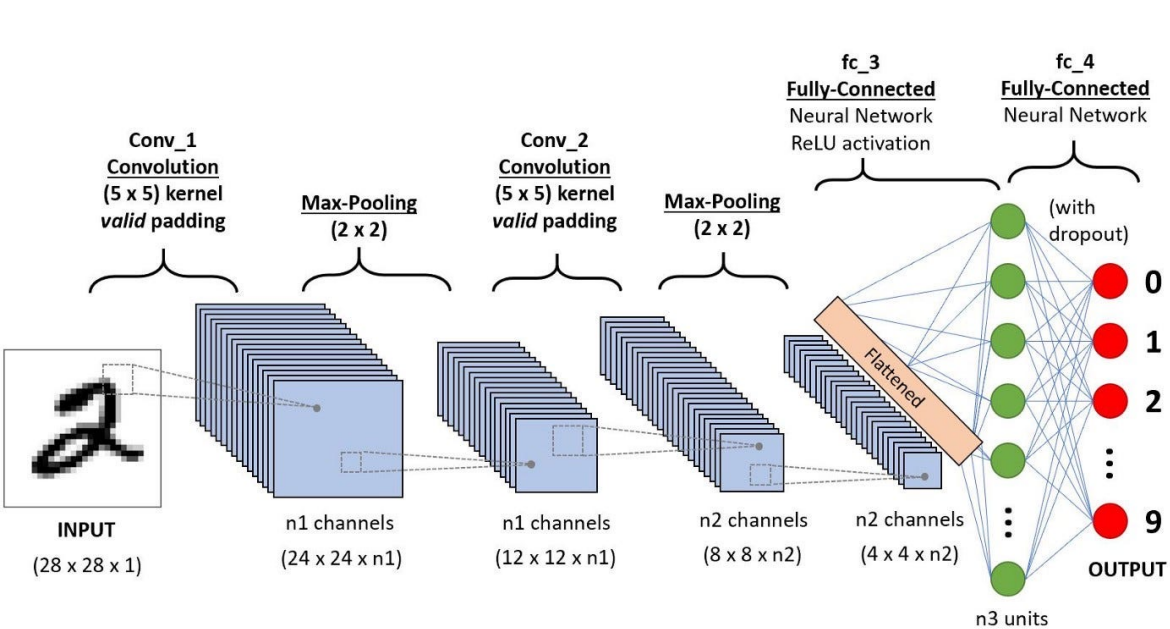 Conv_1
Convolution
(5 x 5) kernel
valid padding
Max-Pooling
(2 x 2)
Conv_2
Convolution
(5 x 5) kernel
valid padding
Max-Pooling
(2 x 2)
fc_3
Fully-Connected
Neural Network
ReLU activation
fc_4
Fully-Connected
Neural Network
(with
dropout)
Flattened
0
1
2
9
OUTPUT
INPUT
(28 x 28 x 1)
n1 channels
(24 x 24 x n1)
n1 channels
(12 x 12 x n1)
n2 channels
(8 x 8 x n2)
n2 channels
(4 x 4 x n2)
n3 units
2